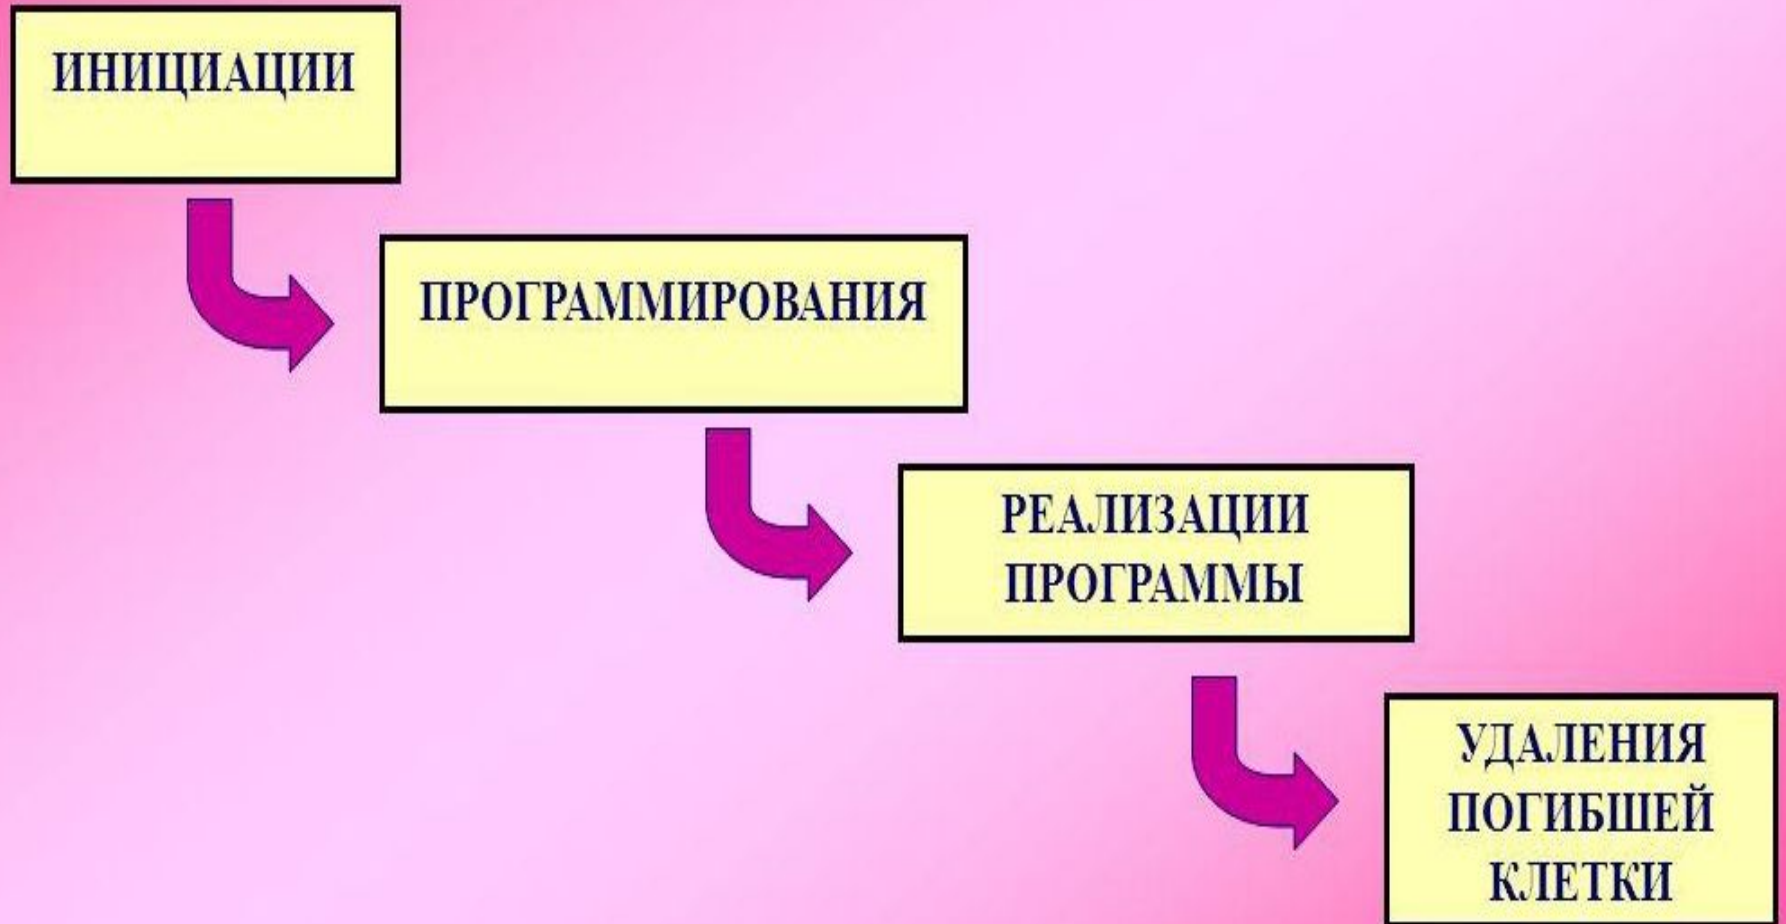 ИНИЦИАЦИИ
ПРОГРАММИРОВАНИЯ
РЕАЛИЗАЦИИ
ПРОГРАММЫ
УДАЛЕНИЯ
ПОГИБШЕЙ
КЛЕТКИ